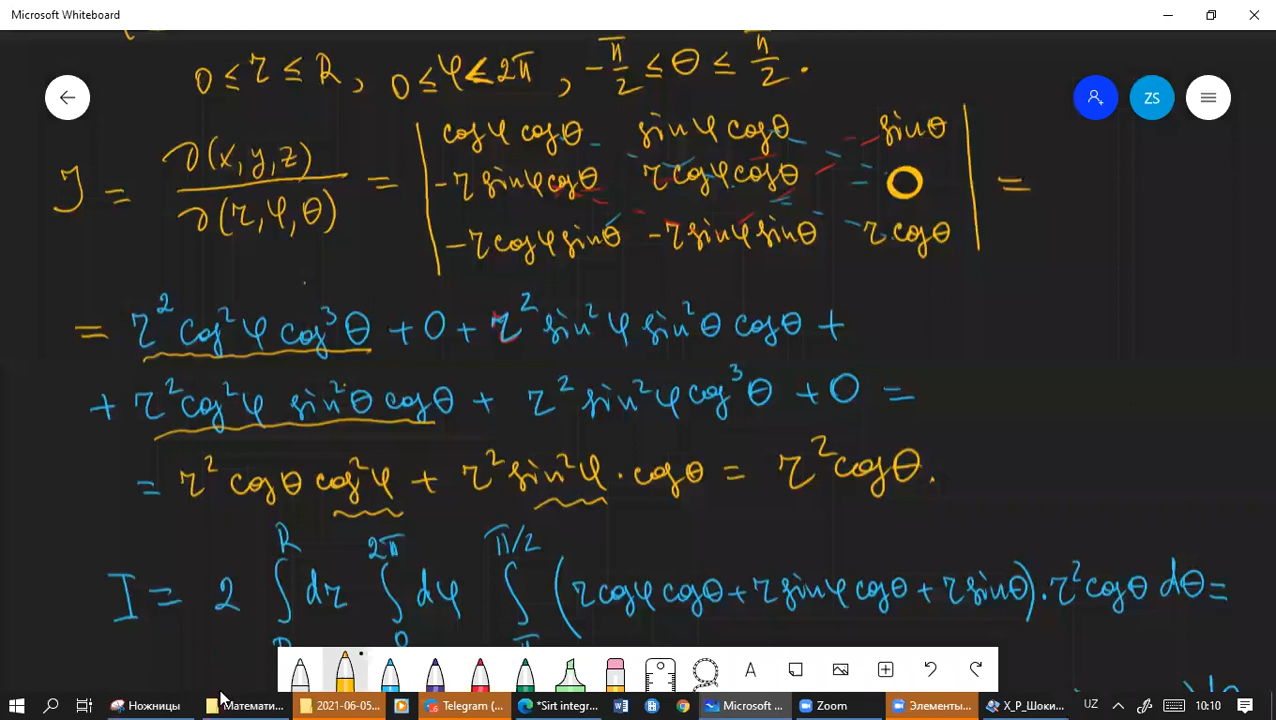 Microsoft Whiteboard
0 ≤ r ≤ R, 0 ≤ φ ≤ 2π, -π/2 ≤ θ ≤ π/2.
ZS
J = ∂(x,y,z)/∂(r,φ,θ) = | cosφ cosθ sinφ cosθ sinθ | =
-r sinφ cosθ r cosφ cosθ 0
-r cosφ sinθ -r sinφ sinθ r cosθ
= r² cos²φ cos³θ + 0 + r² sin²φ sin²θ cosθ +
+ r² cos²φ sin²θ cosθ + r² sin²φ cos³θ + 0 =
= r² cosθ cos²φ + r² sin²φ · cosθ = r² cosθ.
I = 2 ∫ dr ∫ dφ ∫ (r cosφ cosθ + r sinφ cosθ + r sinθ) · r² cosθ dθ =
R 2π π/2
0
A
Ножницы
Математи...
2021-06-05...
Telegram (...
*Sirt integr...
Microsoft ...
Zoom
Элементы...
X_P_Шоки...
UZ
10:10